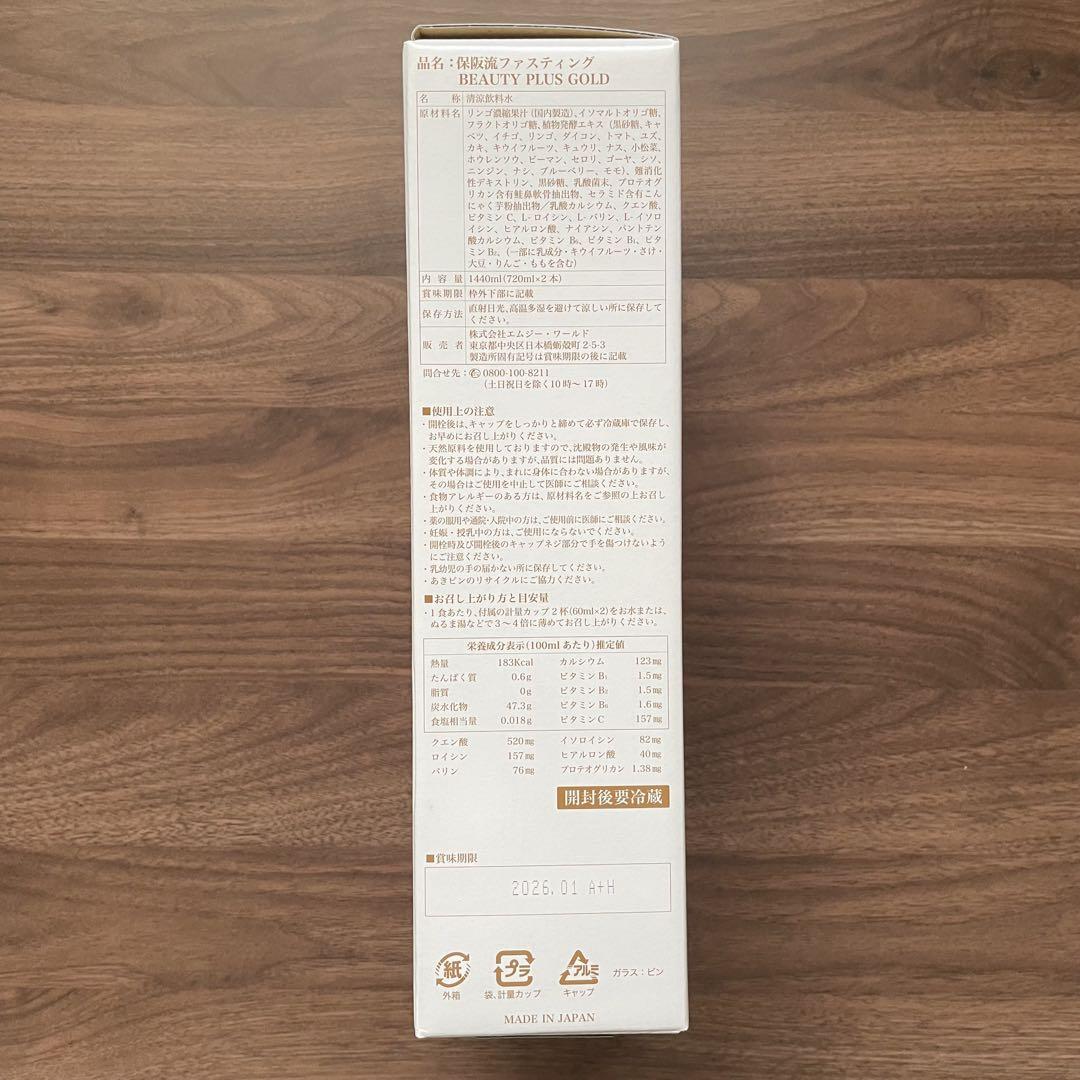 品名：保阪流ファスティング
BEAUTY PLUS GOLD
名　称 清涼飲料水
原材料名 リンゴ濃縮果汁（国内製造）、イソマルトオリゴ糖、
フラクトオリゴ糖、植物発酵エキス（黒砂糖、キャ
ベツ、イチゴ、リンゴ、ダイコン、トマト、ユズ、
カキ、キウイフルーツ、キュウリ、ナス、小松菜、
ホウレンソウ、ピーマン、セロリ、ゴーヤ、シソ、
ニンジン、ナシ、ブルーベリー、モモ）、難消化
性デキストリン、黒砂糖、乳酸菌末、プロテオグ
リカン含有鮭鼻軟骨抽出物、セラミド含有こん
にゃく芋粉抽出物／乳酸カルシウム、クエン酸、
ビタミンC、L-ロイシン、L-バリン、L-イソロ
イシン、ヒアルロン酸、ナイアシン、パントテン
酸カルシウム、ビタミンB₆、ビタミンB₁、ビタ
ミンB₂、（一部に乳成分・キウイフルーツ・さけ・
大豆・りんご・ももを含む）
内容量 1440ml（720ml×2本）
賞味期限 枠外下部に記載
保存方法 直射日光、高温多湿を避けて涼しい所に保存して
ください。
販売者 株式会社エムジー・ワールド
東京都中央区日本橋蛎殻町2-5-3
製造所固有記号は賞味期限の後に記載
問合せ先：0800-100-8211
（土日祝日を除く10時～17時）
■使用上の注意
・開栓後は、キャップをしっかりと締めて必ず冷蔵庫で保存し、
お早めにお召し上がりください。
・天然原料を使用しておりますので、沈殿物の発生や風味が
変化する場合がありますが、品質には問題ありません。
・体質や体調により、まれに身体に合わない場合がありますが、
その場合はご使用を中止して医師にご相談ください。
・食物アレルギーのある方は、原材料名をご参照の上お召し
上がりください。
・薬の服用や通院・入院中の方は、ご使用前に医師にご相談ください。
・妊娠・授乳中の方は、ご使用にならないでください。
・開栓時及び開栓後のキャップネジ部分で手を傷つけないよう
にご注意ください。
・乳幼児の手の届かない所に保存してください。
・あきビンのリサイクルにご協力ください。
■お召し上がり方と目安量
・1食あたり、付属の計量カップ2杯（60ml×2）をお水または、
ぬるま湯などで3～4倍に薄めてお召し上がりください。
栄養成分表示（100mlあたり）推定値
熱量 183Kcal カルシウム 123mg
たんぱく質 0.6g ビタミンB₁ 1.5mg
脂質 0g ビタミンB₂ 1.5mg
炭水化物 47.3g ビタミンB₆ 1.6mg
食塩相当量 0.018g ビタミンC 157mg
クエン酸 520mg イソロイシン 82mg
ロイシン 157mg ヒアルロン酸 40mg
バリン 76mg プロテオグリカン 1.38mg
開封後要冷蔵
■賞味期限
2026.01 A+H
紙 プラ アルミ ガラス：ビン
外箱 袋、計量カップ キャップ
MADE IN JAPAN